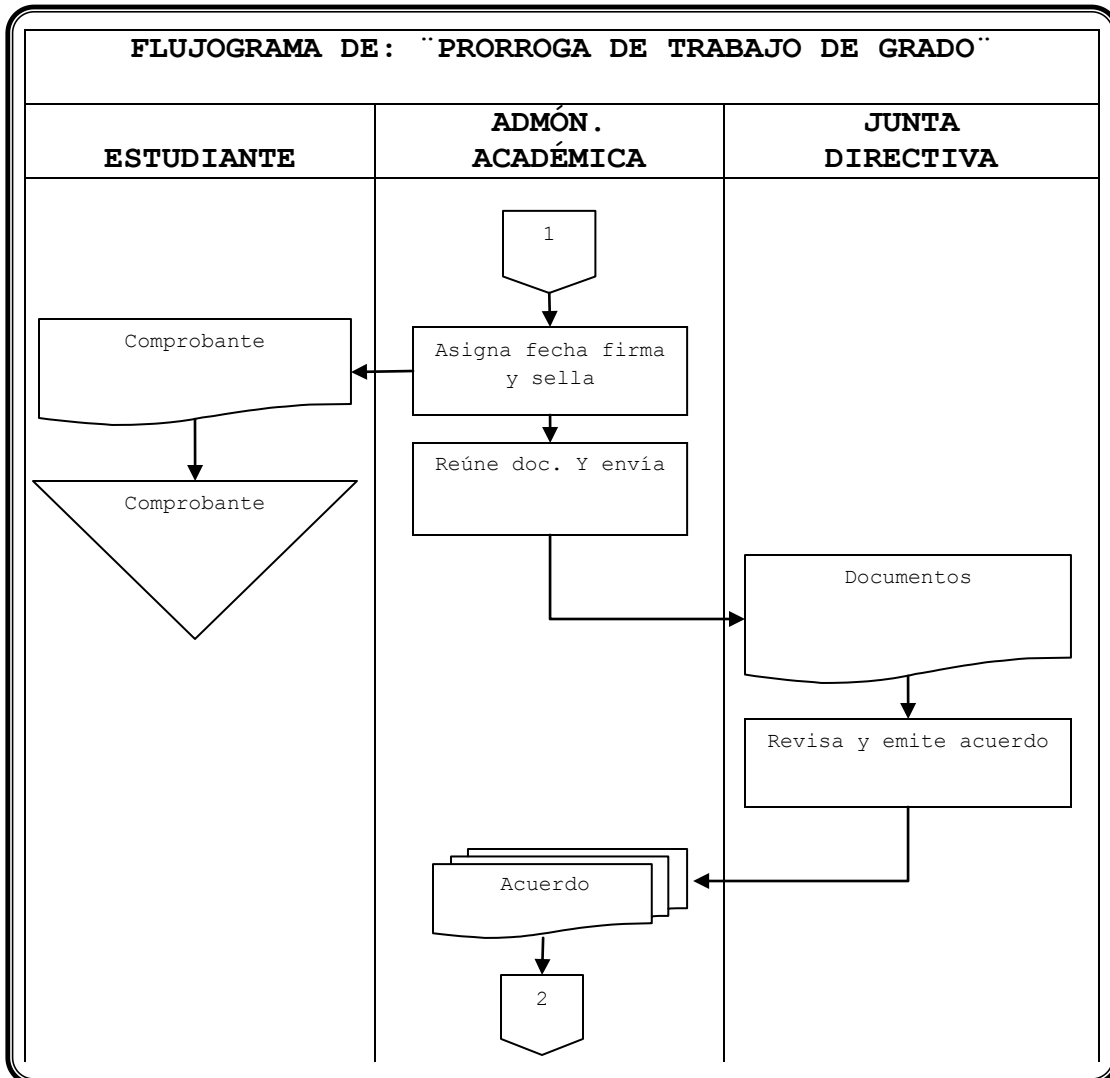 FLUJOGRAMA DE: ¨PRORROGA DE TRABAJO DE GRADO¨
ESTUDIANTE
ADMÓN.
ACADÉMICA
JUNTA
DIRECTIVA
1
Comprobante
Asigna fecha firma
y sella
Reúne doc. Y envía
Comprobante
Documentos
Revisa y emite acuerdo
Acuerdo
2